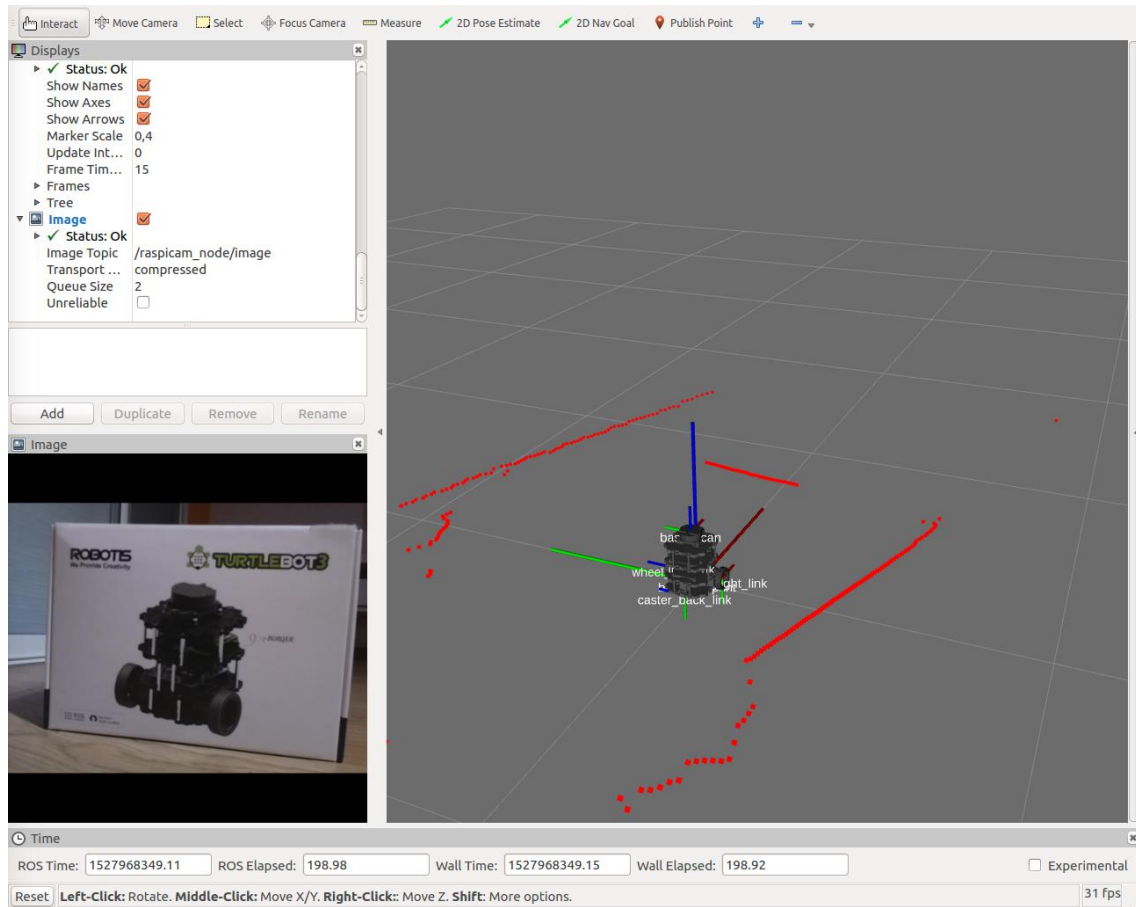 Interact Move Camera Select Focus Camera Measure 2D Pose Estimate 2D Nav Goal Publish Point
Displays
Status: Ok
Show Names
Show Axes
Show Arrows
Marker Scale 0,4
Update Int... 0
Frame Tim... 15
Frames
Tree
Image
Status: Ok
Image Topic /raspicam_node/image
Transport ... compressed
Queue Size 2
Unreliable
Add Duplicate Remove Rename
Image
ROBOTIS TURTLEBOT3
We Provide Creativity
BURGER
caster_back_link
Time
ROS Time: 1527968349.11 ROS Elapsed: 198.98 Wall Time: 1527968349.15 Wall Elapsed: 198.92 Experimental
Reset Left-Click: Rotate. Middle-Click: Move X/Y. Right-Click:: Move Z. Shift: More options. 31 fps